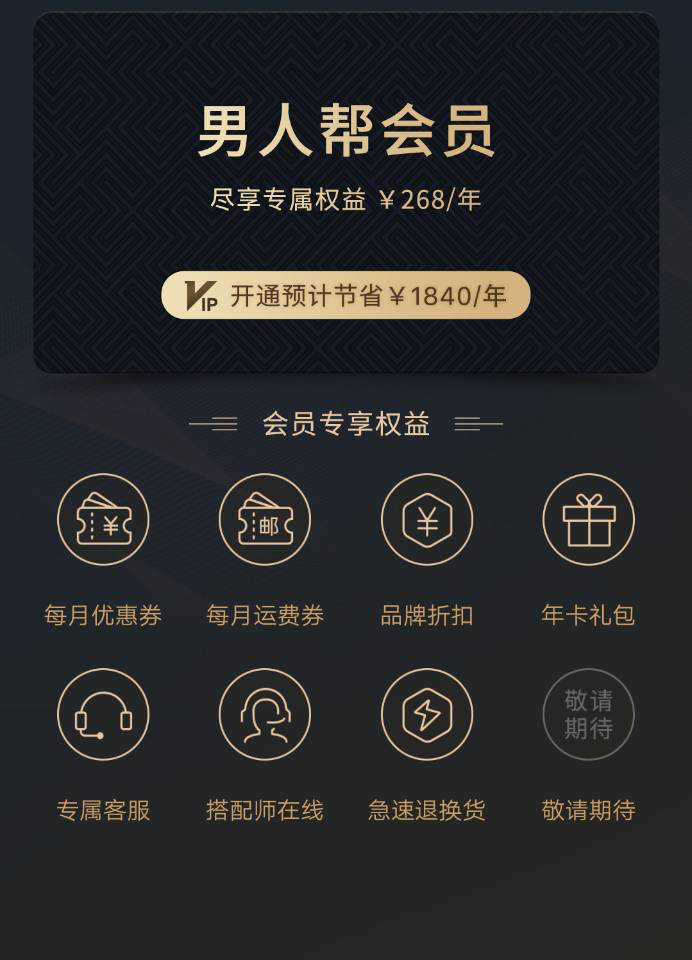 男人帮会员
尽享专属权益 ￥268/年
VIP 开通预计节省￥1840/年
会员专享权益
￥ 邮 ￥
每月优惠券 每月运费券 品牌折扣 年卡礼包
敬请
期待
专属客服 搭配师在线 急速退换货 敬请期待